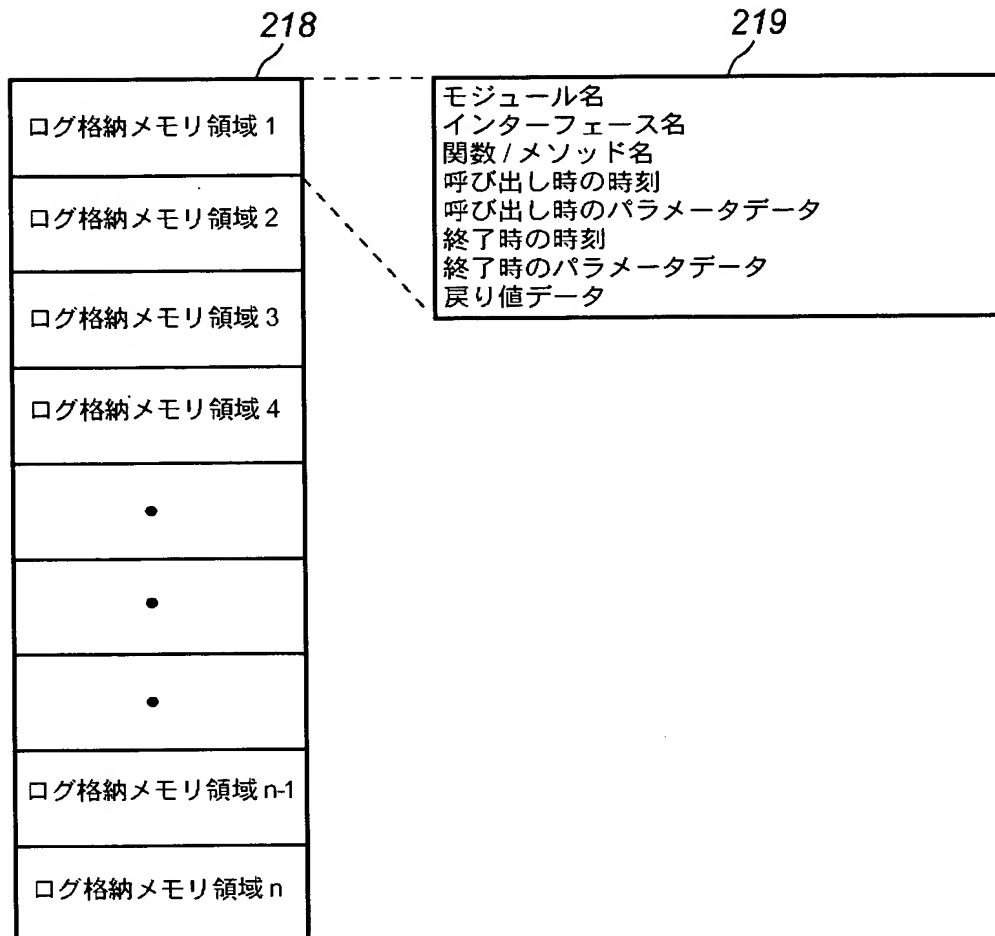 218
219
ログ格納メモリ領域 1
ログ格納メモリ領域 2
ログ格納メモリ領域 3
ログ格納メモリ領域 4
ログ格納メモリ領域 n-1
ログ格納メモリ領域 n
モジュール名
インターフェース名
関数 / メソッド名
呼び出し時の時刻
呼び出し時のパラメータデータ
終了時の時刻
終了時のパラメータデータ
戻り値データ